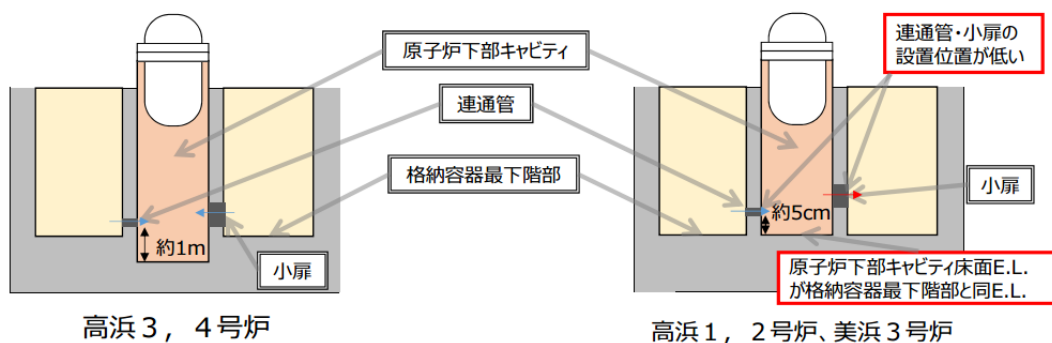 原子炉下部キャビティ
連通管
格納容器最下階部
約1m
小扉
高浜３，４号炉
連通管・小扉の
設置位置が低い
小扉
約5cm
原子炉下部キャビティ床面E.L.
が格納容器最下階部と同E.L.
高浜１，２号炉、美浜３号炉